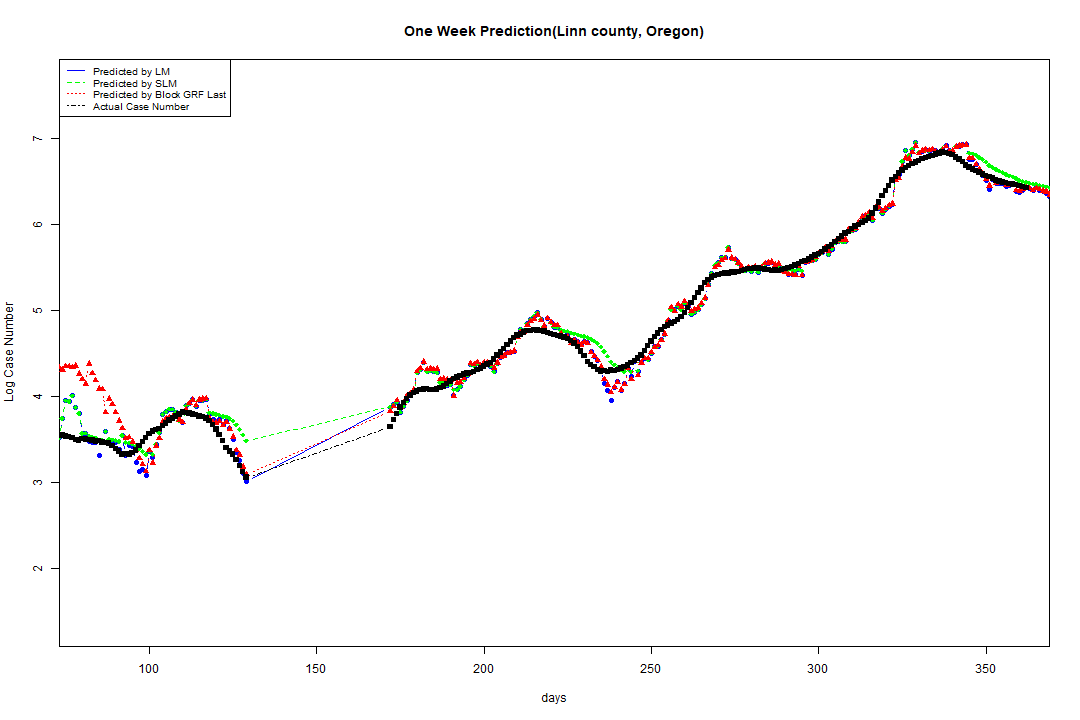 One Week Prediction(Linn county, Oregon)
Predicted by LM
Predicted by SLM
Predicted by Block GRF Last
Actual Case Number
Log Case Number
7
6
5
4
3
2
100 150 200 250 300 350
days